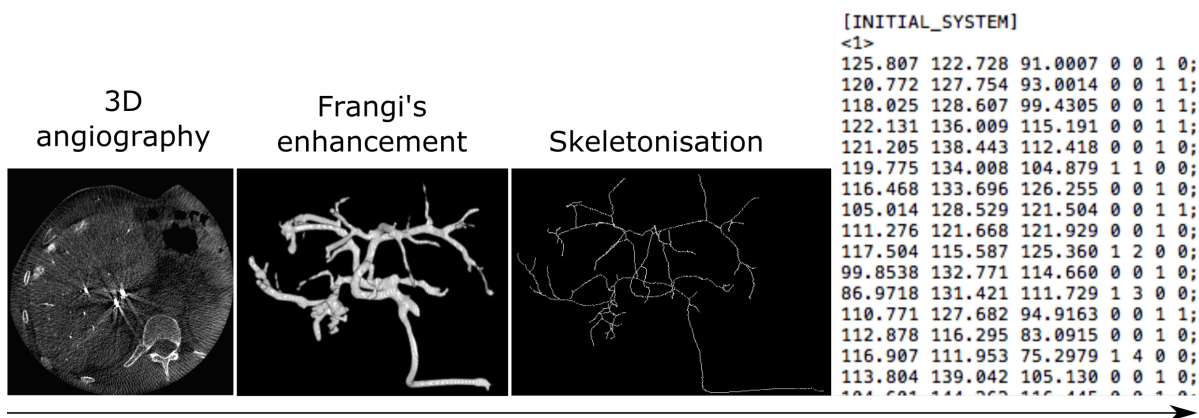 3D
angiography
Frangi's
enhancement
Skeletonisation
[INITIAL_SYSTEM]
<1>
125.807 122.728 91.0007 0 0 1 0;
120.772 127.754 93.0014 0 0 1 1;
118.025 128.607 99.4305 0 0 1 1;
122.131 136.009 115.191 0 0 1 1;
121.205 138.443 112.418 0 0 1 0;
119.775 134.008 104.879 1 1 0 0;
116.468 133.696 126.255 0 0 1 0;
105.014 128.529 121.504 0 0 1 1;
111.276 121.668 121.929 0 0 1 0;
117.504 115.587 125.360 1 2 0 0;
99.8538 132.771 114.660 0 0 1 0;
86.9718 131.421 111.729 1 3 0 0;
110.771 127.682 94.9163 0 0 1 1;
112.878 116.295 83.0915 0 0 1 0;
116.907 111.953 75.2979 1 4 0 0;
113.804 139.042 105.130 0 0 1 0;